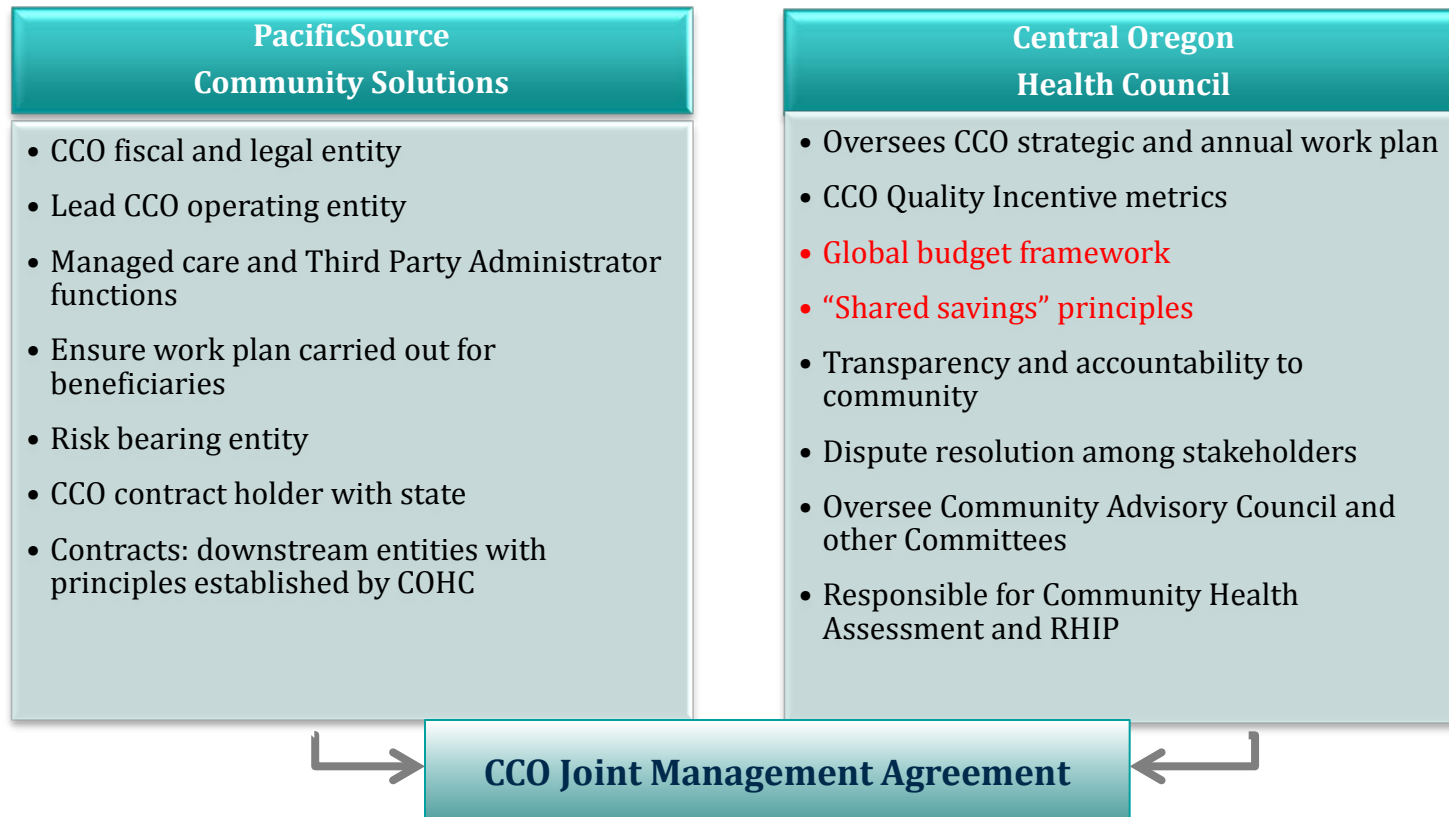 PacificSource
Community Solutions
• CCO fiscal and legal entity
• Lead CCO operating entity
• Managed care and Third Party Administrator
functions
• Ensure work plan carried out for
beneficiaries
• Risk bearing entity
• CCO contract holder with state
• Contracts: downstream entities with
principles established by COHC
Central Oregon
Health Council
• Oversees CCO strategic and annual work plan
• CCO Quality Incentive metrics
• Global budget framework
• “Shared savings” principles
• Transparency and accountability to
community
• Dispute resolution among stakeholders
• Oversee Community Advisory Council and
other Committees
• Responsible for Community Health
Assessment and RHIP
CCO Joint Management Agreement